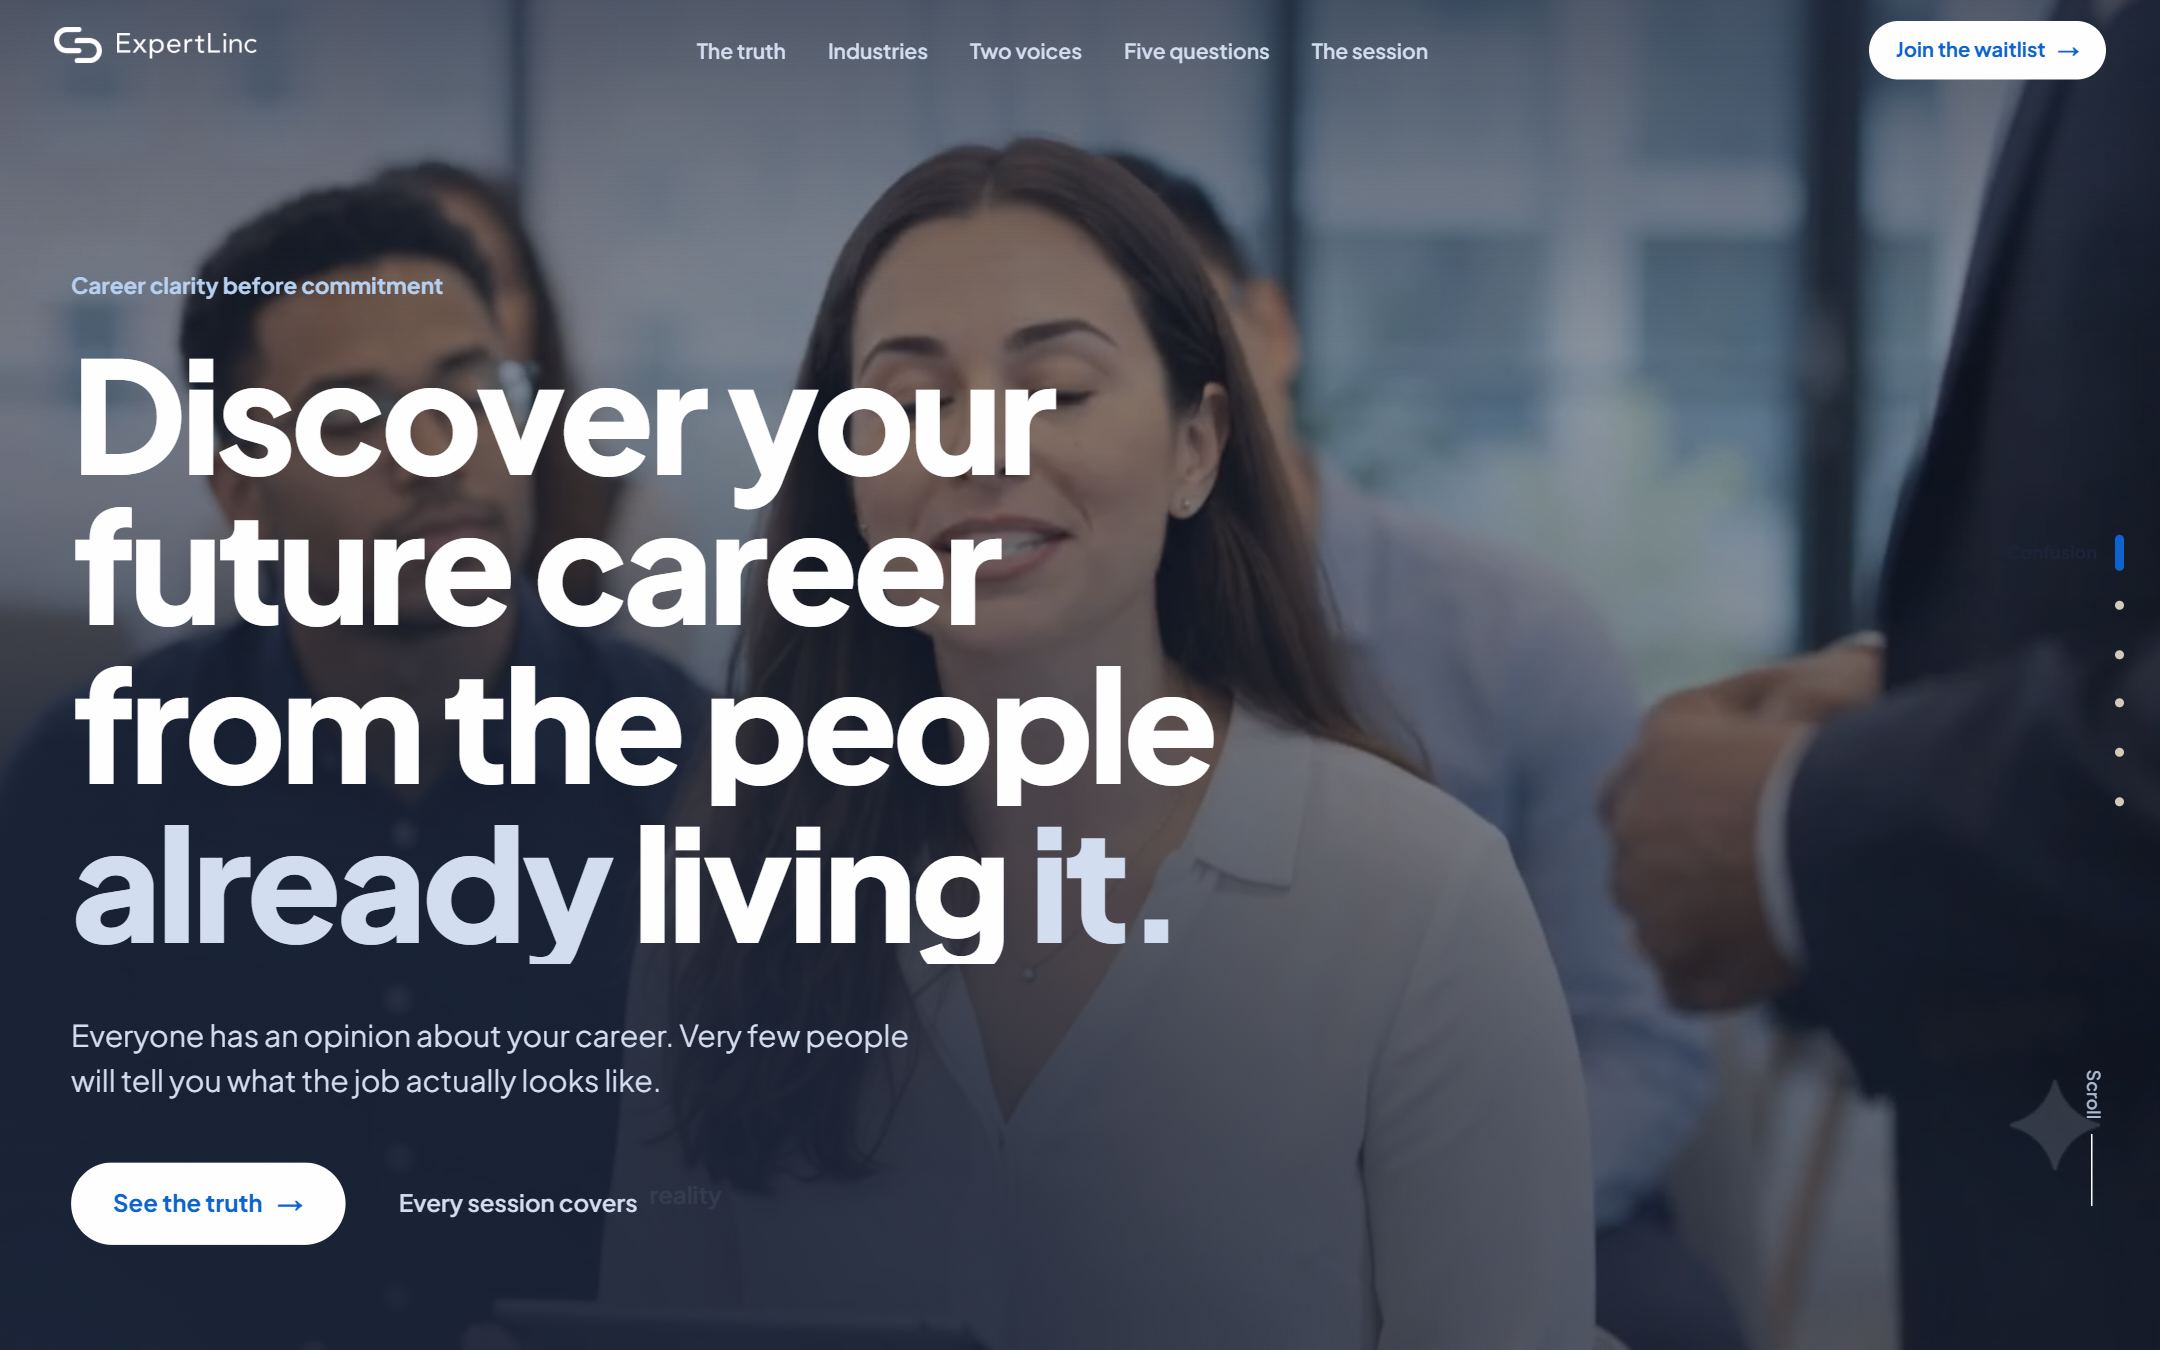 ExpertLinc
The truth
Industries
Two voices
Five questions
The session
Join the waitlist →
Career clarity before commitment
Discover your
future career
from the people
already living it.
Confusion
Everyone has an opinion about your career. Very few people
will tell you what the job actually looks like.
Scroll
See the truth →
Every session covers reality